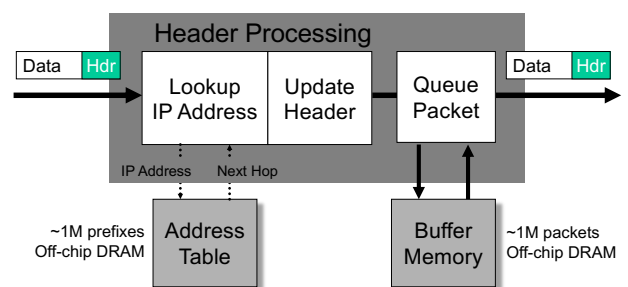 Header Processing
Data Hdr
Lookup
IP Address
Update
Header
Queue
Packet
Data Hdr
IP Address
Next Hop
~1M prefixes
Off-chip DRAM
Address
Table
Buffer
Memory
~1M packets
Off-chip DRAM